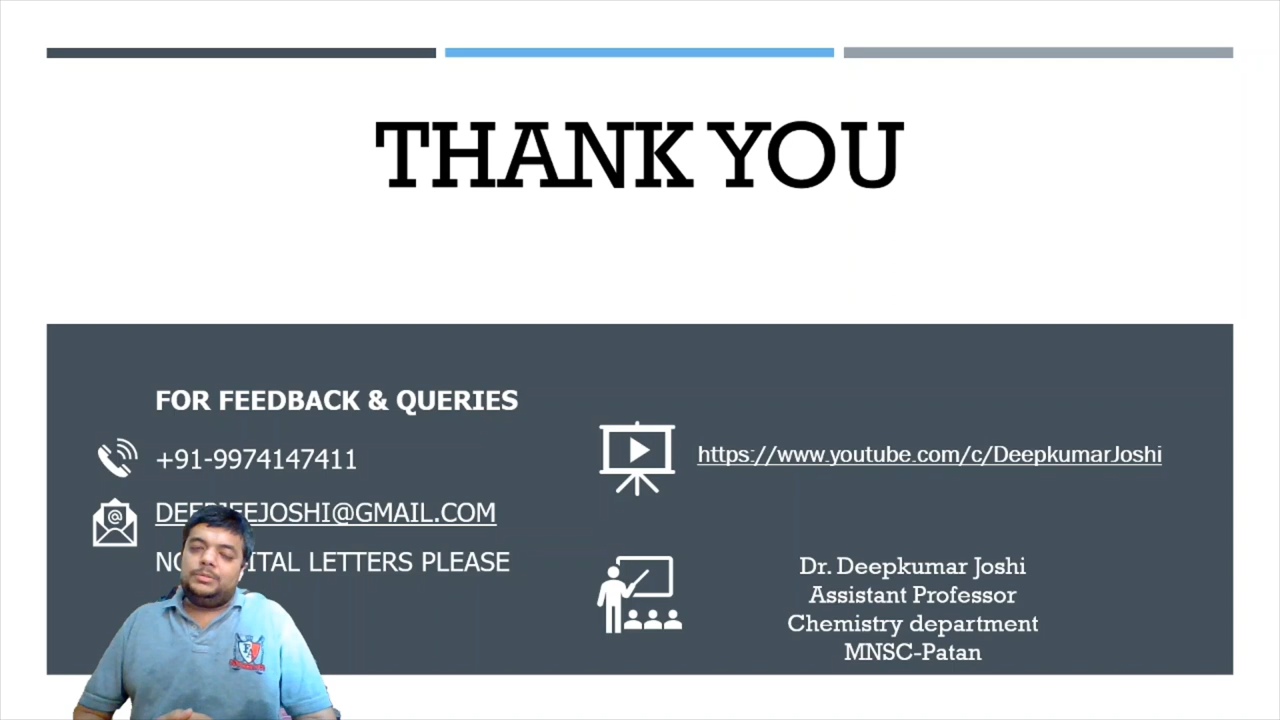 THANK YOU
FOR FEEDBACK & QUERIES
+91-9974147411
JOSHI@GMAIL.COM
LETTERS PLEASE
https://www.youtube.com/c/DeepkumarJoshi
Dr. Deepkumar Joshi
Assistant Professor
Chemistry department
MNSC-Patan